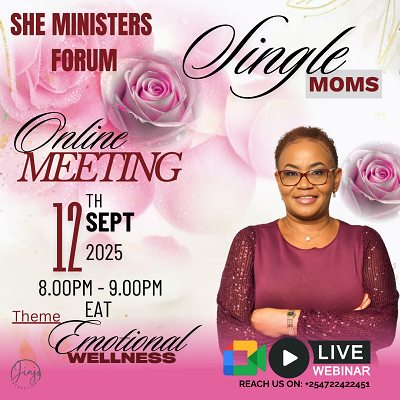 SHE MINISTERS
FORUM
Single
MOMS
Online
MEETING
12
TH
SEPT
2025
8.00PM - 9.00PM
EAT
Theme
Emotional
WELLNESS
LIVE
WEBINAR
REACH US ON: +254722422451